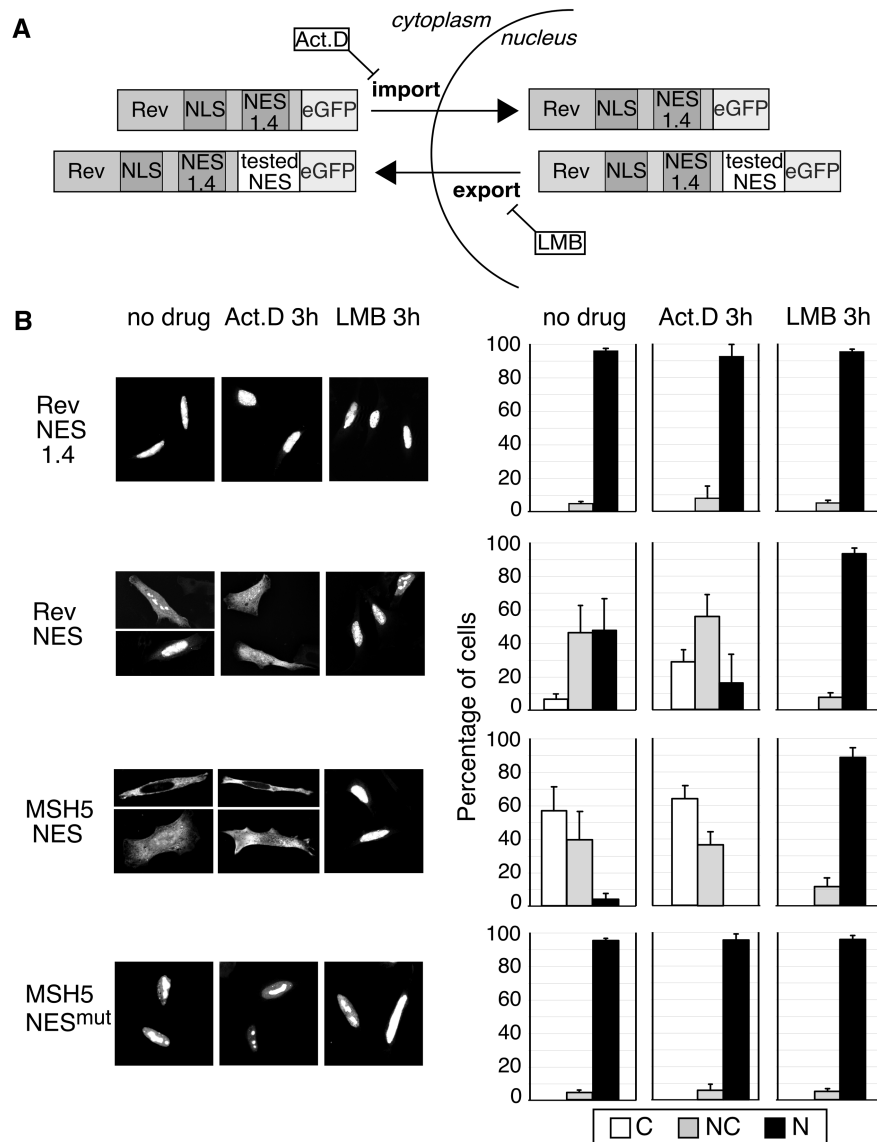 A
cytoplasm
nucleus
Act.D
import
Rev NLS NES 1.4 eGFP
Rev NLS NES 1.4 eGFP
Rev NLS NES 1.4 tested NES eGFP
Rev NLS NES 1.4 tested NES eGFP
export
LMB
B
no drug Act.D 3h LMB 3h
no drug Act.D 3h LMB 3h
Rev
NES
1.4
100
80
60
40
20
0
Rev
NES
100
80
60
40
20
0
Percentage of cells
MSH5
NES
100
80
60
40
20
0
MSH5
NESmut
100
80
60
40
20
0
C NC N